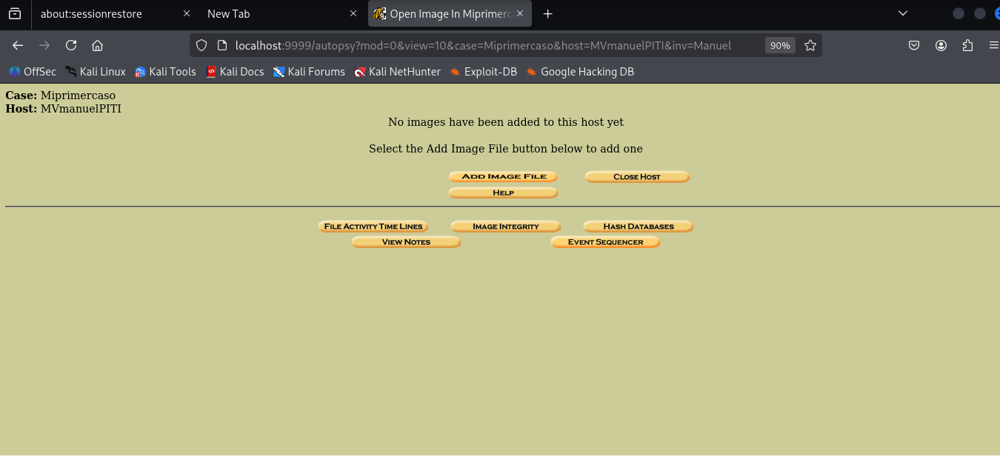 about:sessionrestore
New Tab
Open Image In Miprimerc
localhost:9999/autopsy?mod=0&view=10&case=Miprimercaso&host=MVmanuelPITI&inv=Manuel
90%
OffSec
Kali Linux
Kali Tools
Kali Docs
Kali Forums
Kali NetHunter
Exploit-DB
Google Hacking DB
Case: Miprimercaso
Host: MVmanuelPITI
No images have been added to this host yet
Select the Add Image File button below to add one
ADD IMAGE FILE
CLOSE HOST
HELP
FILE ACTIVITY TIME LINES
IMAGE INTEGRITY
HASH DATABASES
VIEW NOTES
EVENT SEQUENCER